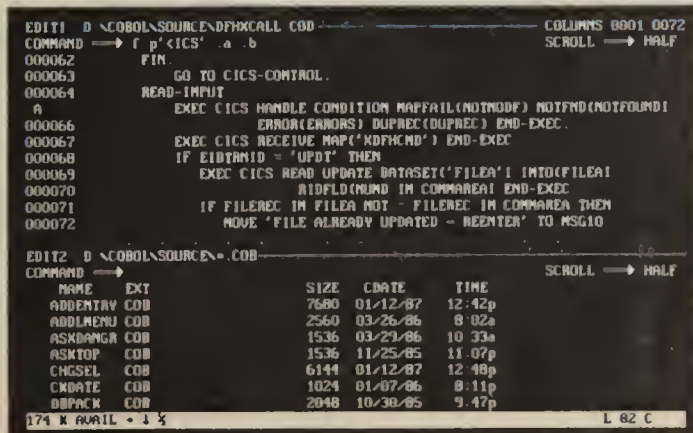 EDIT1 D \COBOL\SOURCE\DFHXCALL COB COLUMNS 0001 0072
COMMAND ===> f p'<ICS' .a .b SCROLL ===> HALF
000062 FIN.
000063 GO TO CICS-CONTROL.
000064 READ-INPUT
A EXEC CICS HANDLE CONDITION MAPFAIL(NOTMODF) NOTFND(NOTFOUND)
000066 ERROR(ERRORS) DUPREC(DUPREC) END-EXEC.
000067 EXEC CICS RECEIVE MAP('XDFHCMD') END-EXEC
000068 IF EIBTRNID = 'UPDT' THEN
000069 EXEC CICS READ UPDATE DATASET('FILEA') INTO(FILEA)
000070 RIDFLD(NUMB IN COMMAREA) END-EXEC
000071 IF FILEREC IN FILEA NOT = FILEREC IN COMMAREA THEN
000072 MOVE 'FILE ALREADY UPDATED - REENTER' TO MSG1O
EDIT2 D \COBOL\SOURCE\*.COB
COMMAND ===> SCROLL ===> HALF
NAME EXT SIZE CDATE TIME
ADDENTRY COB 7680 01/12/87 12:42p
ADDLMENU COB 2560 03/26/86 8:02a
ASXDANGR COB 1536 03/29/86 10:33a
ASKTOP COB 1536 11/25/85 11:07p
CHGSEL COB 6144 01/12/87 12:48p
CKDATE COB 1024 01/07/86 8:11p
DBPACK COB 2048 10/30/85 9:47p
174 K AVAIL + ↓ ½ L 82 C